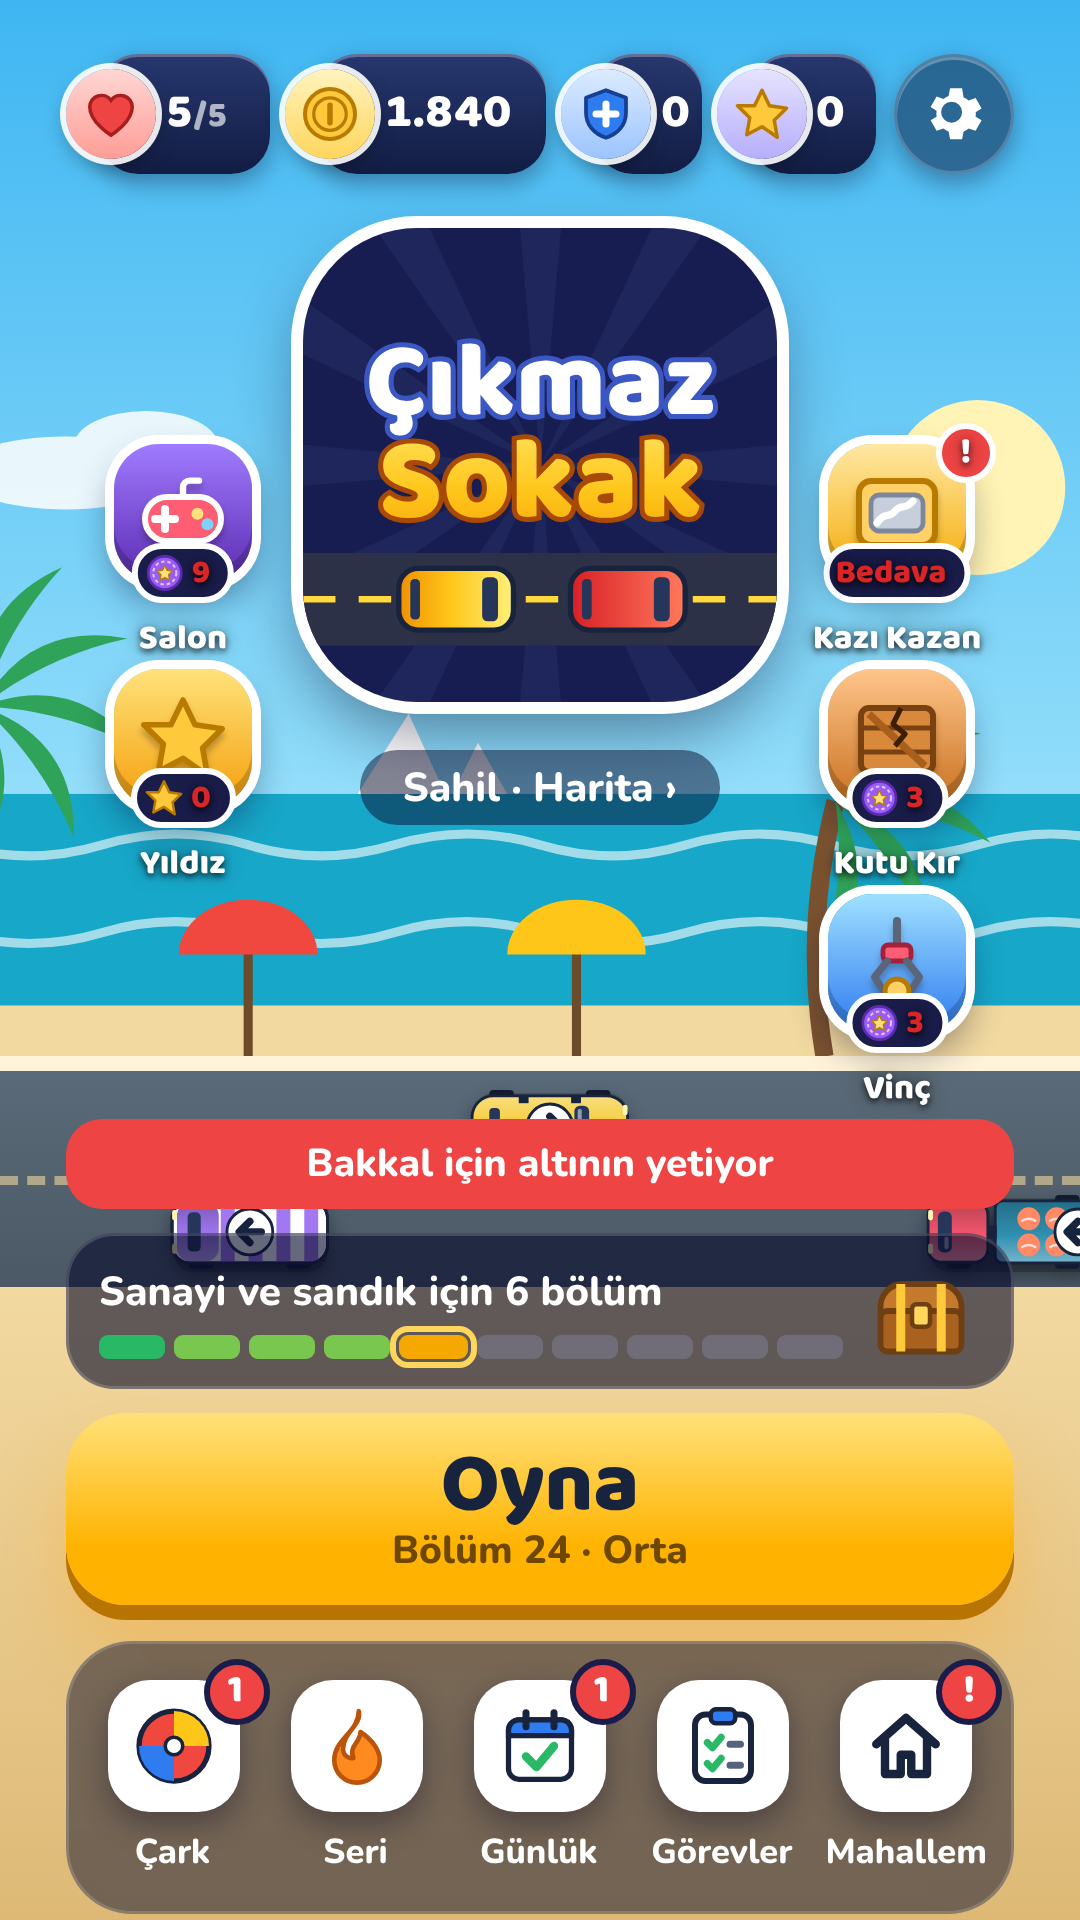 5/5
1.840
0
0
Çıkmaz
Sokak
9
Salon
!
Bedava
Kazı Kazan
0
Yıldız
3
Kutu Kır
Sahil · Harita ›
3
Vinç
Bakkal için altının yetiyor
Sanayi ve sandık için 6 bölüm
Oyna
Bölüm 24 · Orta
1
1
!
Çark
Seri
Günlük
Görevler
Mahallem